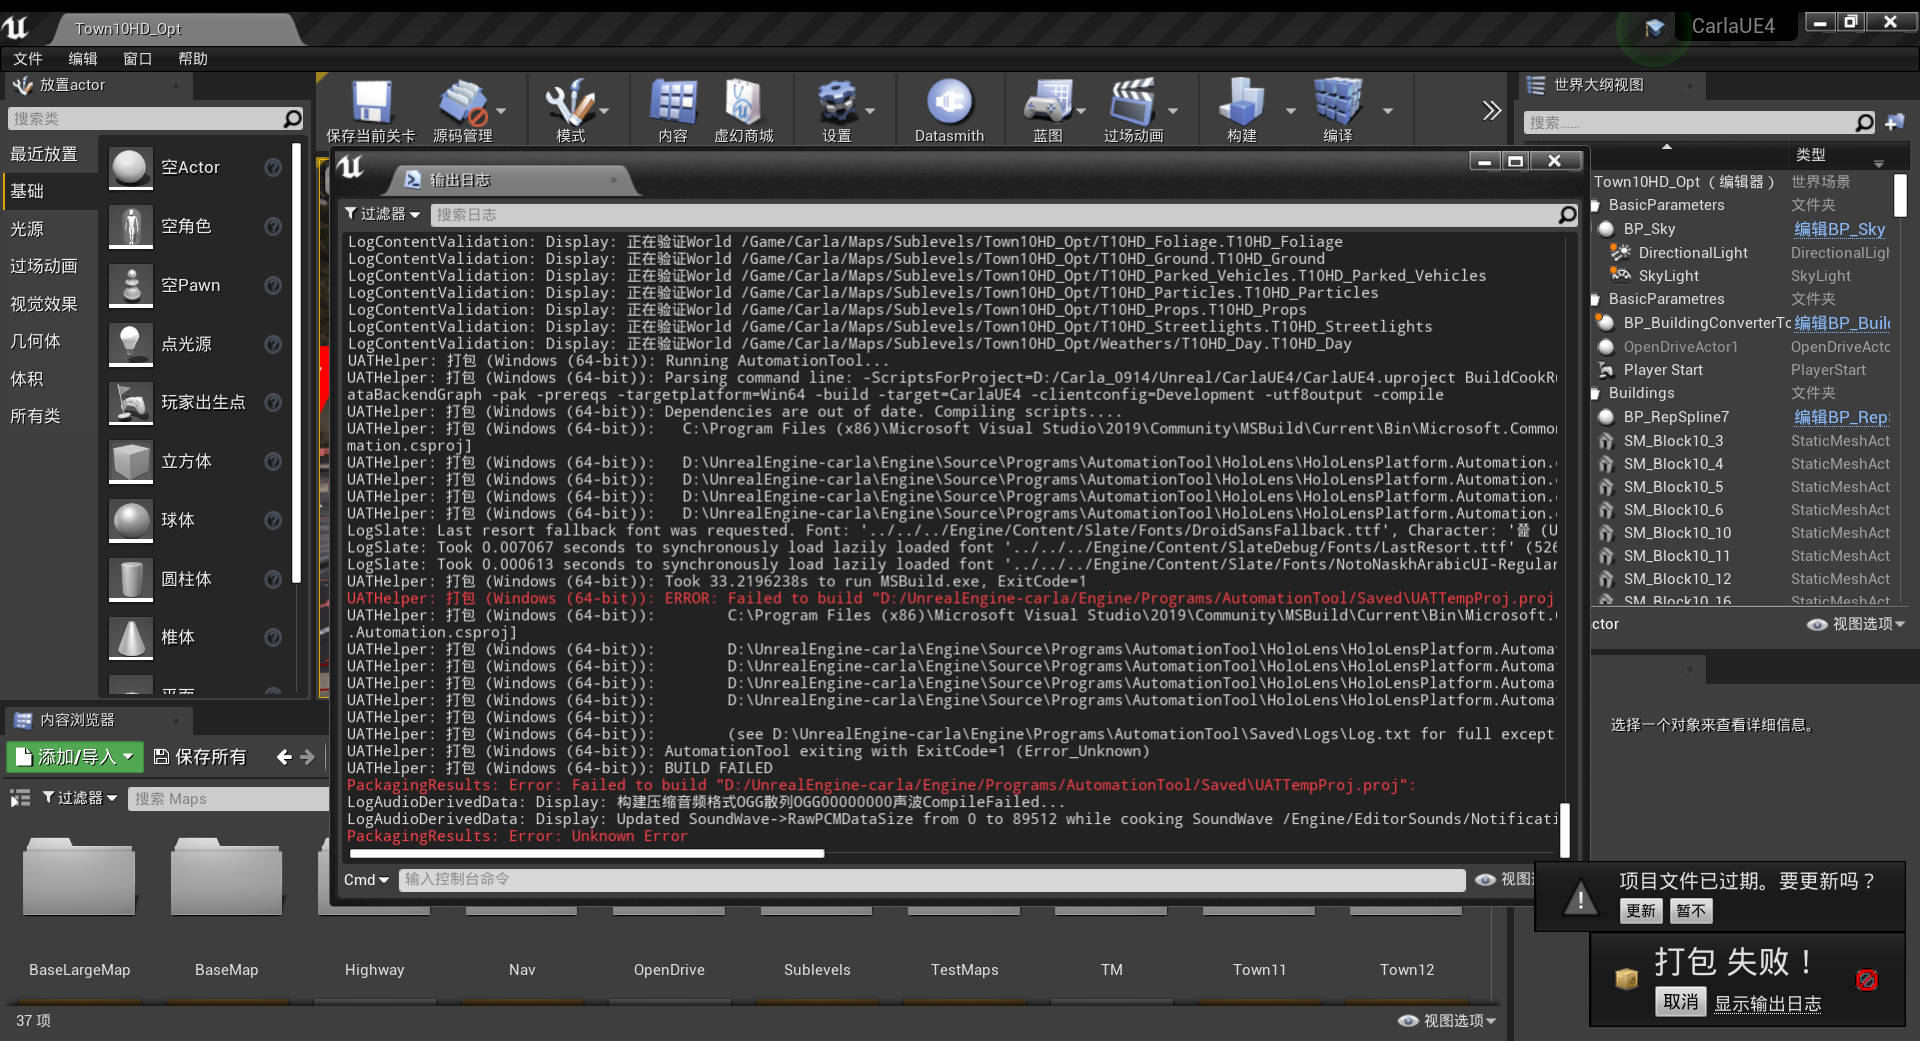 Town10HD_Opt
CarlaUE4
文件 编辑 窗口 帮助
放置actor
搜索类
最近放置
基础
光源
过场动画
视觉效果
几何体
体积
所有类
空Actor
空角色
空Pawn
点光源
玩家出生点
立方体
球体
圆柱体
椎体
平面
保存当前关卡 源码管理 模式 内容 虚幻商城 设置 Datasmith 蓝图 过场动画 构建 编译
输出日志
过滤器 搜索日志
LogContentValidation: Display: 正在验证World /Game/Carla/Maps/Sublevels/Town10HD_Opt/T10HD_Foliage.T10HD_Foliage
LogContentValidation: Display: 正在验证World /Game/Carla/Maps/Sublevels/Town10HD_Opt/T10HD_Ground.T10HD_Ground
LogContentValidation: Display: 正在验证World /Game/Carla/Maps/Sublevels/Town10HD_Opt/T10HD_Parked_Vehicles.T10HD_Parked_Vehicles
LogContentValidation: Display: 正在验证World /Game/Carla/Maps/Sublevels/Town10HD_Opt/T10HD_Particles.T10HD_Particles
LogContentValidation: Display: 正在验证World /Game/Carla/Maps/Sublevels/Town10HD_Opt/T10HD_Props.T10HD_Props
LogContentValidation: Display: 正在验证World /Game/Carla/Maps/Sublevels/Town10HD_Opt/T10HD_Streetlights.T10HD_Streetlights
LogContentValidation: Display: 正在验证World /Game/Carla/Maps/Sublevels/Town10HD_Opt/Weathers/T10HD_Day.T10HD_Day
UATHelper: 打包 (Windows (64-bit)): Running AutomationTool...
UATHelper: 打包 (Windows (64-bit)): Parsing command line: -ScriptsForProject=D:/Carla_0914/Unreal/CarlaUE4/CarlaUE4.uproject BuildCookRu
ataBackendGraph -pak -prereqs -targetplatform=Win64 -build -target=CarlaUE4 -clientconfig=Development -utf8output -compile
UATHelper: 打包 (Windows (64-bit)): Dependencies are out of date. Compiling scripts....
UATHelper: 打包 (Windows (64-bit)): C:\Program Files (x86)\Microsoft Visual Studio\2019\Community\MSBuild\Current\Bin\Microsoft.Common
mation.csproj]
UATHelper: 打包 (Windows (64-bit)): D:\UnrealEngine-carla\Engine\Source\Programs\AutomationTool\HoloLens\HoloLensPlatform.Automation.
UATHelper: 打包 (Windows (64-bit)): D:\UnrealEngine-carla\Engine\Source\Programs\AutomationTool\HoloLens\HoloLensPlatform.Automation.
UATHelper: 打包 (Windows (64-bit)): D:\UnrealEngine-carla\Engine\Source\Programs\AutomationTool\HoloLens\HoloLensPlatform.Automation.
UATHelper: 打包 (Windows (64-bit)): D:\UnrealEngine-carla\Engine\Source\Programs\AutomationTool\HoloLens\HoloLensPlatform.Automation.
LogSlate: Last resort fallback font was requested. Font: '../../../Engine/Content/Slate/Fonts/DroidSansFallback.ttf', Character: '
LogSlate: Took 0.007067 seconds to synchronously load lazily loaded font '../../../Engine/Content/SlateDebug/Fonts/LastResort.ttf' (526
LogSlate: Took 0.000613 seconds to synchronously load lazily loaded font '../../../Engine/Content/Slate/Fonts/NotoNaskhArabicUI-Regular
UATHelper: 打包 (Windows (64-bit)): Took 33.2196238s to run MSBuild.exe, ExitCode=1
UATHelper: 打包 (Windows (64-bit)): ERROR: Failed to build "D:/UnrealEngine-carla/Engine/Programs/AutomationTool/Saved\UATTempProj.proj
UATHelper: 打包 (Windows (64-bit)): C:\Program Files (x86)\Microsoft Visual Studio\2019\Community\MSBuild\Current\Bin\Microsoft.
.Automation.csproj]
UATHelper: 打包 (Windows (64-bit)): D:\UnrealEngine-carla\Engine\Source\Programs\AutomationTool\HoloLens\HoloLensPlatform.Automa
UATHelper: 打包 (Windows (64-bit)): D:\UnrealEngine-carla\Engine\Source\Programs\AutomationTool\HoloLens\HoloLensPlatform.Automa
UATHelper: 打包 (Windows (64-bit)): D:\UnrealEngine-carla\Engine\Source\Programs\AutomationTool\HoloLens\HoloLensPlatform.Automa
UATHelper: 打包 (Windows (64-bit)): D:\UnrealEngine-carla\Engine\Source\Programs\AutomationTool\HoloLens\HoloLensPlatform.Automa
UATHelper: 打包 (Windows (64-bit)):
UATHelper: 打包 (Windows (64-bit)): (see D:\UnrealEngine-carla\Engine\Programs\AutomationTool\Saved\Logs\Log.txt for full except
UATHelper: 打包 (Windows (64-bit)): AutomationTool exiting with ExitCode=1 (Error_Unknown)
UATHelper: 打包 (Windows (64-bit)): BUILD FAILED
PackagingResults: Error: Failed to build "D:/UnrealEngine-carla/Engine/Programs/AutomationTool/Saved\UATTempProj.proj":
LogAudioDerivedData: Display: 构建压缩音频格式OGG散列OGG00000000声波CompileFailed...
LogAudioDerivedData: Display: Updated SoundWave->RawPCMDataSize from 0 to 89512 while cooking SoundWave /Engine/EditorSounds/Notificati
PackagingResults: Error: Unknown Error
Cmd 输入控制台命令 视图选
世界大纲视图
搜索......
类型
Town10HD_Opt（编辑器） 世界场景
BasicParameters 文件夹
BP_Sky 编辑BP_Sky
DirectionalLight DirectionalLigh
SkyLight SkyLight
BasicParametres 文件夹
BP_BuildingConverterTo 编辑BP_Build
OpenDriveActor1 OpenDriveActo
Player Start PlayerStart
Buildings 文件夹
BP_RepSpline7 编辑BP_Rep
SM_Block10_3 StaticMeshAct
SM_Block10_4 StaticMeshAct
SM_Block10_5 StaticMeshAct
SM_Block10_6 StaticMeshAct
SM_Block10_10 StaticMeshAct
SM_Block10_11 StaticMeshAct
SM_Block10_12 StaticMeshAct
SM_Block10_16 StaticMeshAct
ctor 视图选项
选择一个对象来查看详细信息。
内容浏览器
添加/导入 保存所有
过滤器 搜索 Maps
BaseLargeMap BaseMap Highway Nav OpenDrive Sublevels TestMaps TM Town11 Town12
37 项 视图选项
项目文件已过期。要更新吗？
更新 暂不
打包 失败！
取消 显示输出日志